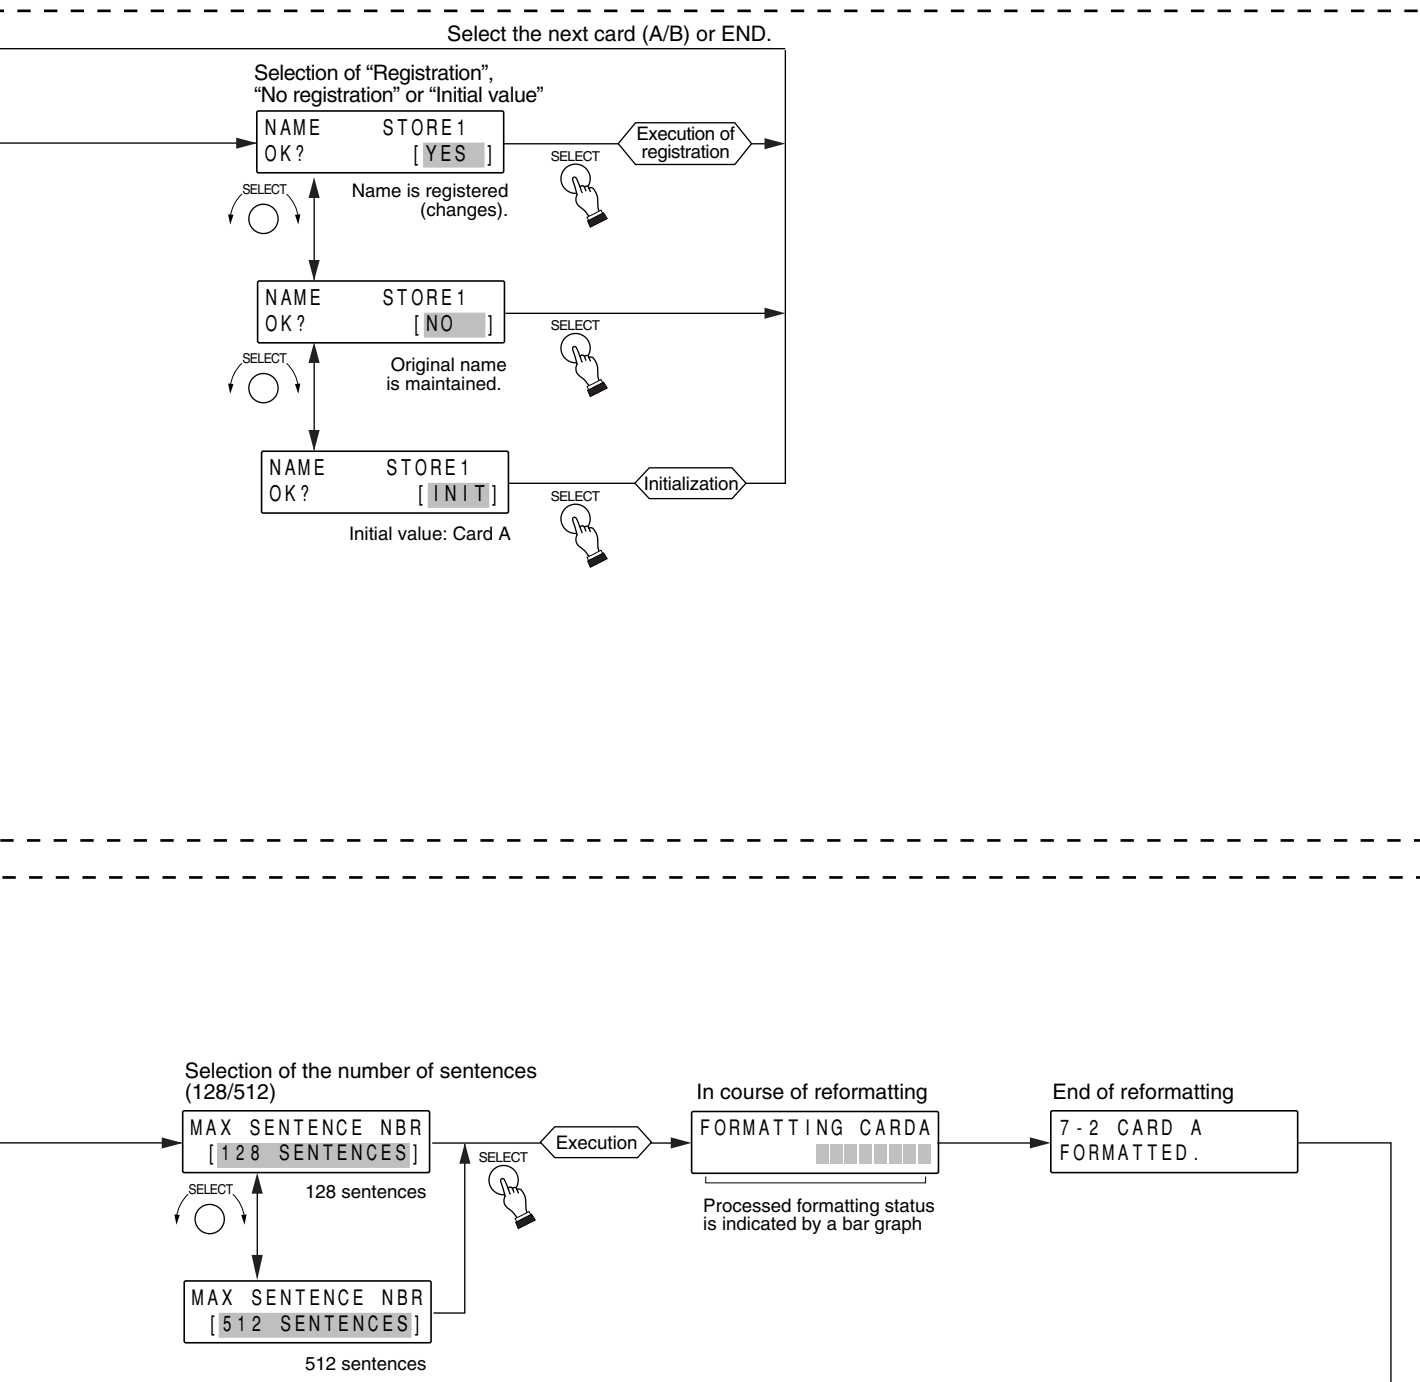 Select the next card (A/B) or END.
Selection of “Registration”,
“No registration” or “Initial value”
NAME STORE1
OK? [YES ]
SELECT
Execution of
registration
SELECT
Name is registered
(changes).
NAME STORE1
OK? [NO ]
SELECT
SELECT
Original name
is maintained.
NAME STORE1
OK? [INIT]
SELECT
Initialization
Initial value: Card A
Selection of the number of sentences
(128/512)
MAX SENTENCE NBR
[128 SENTENCES]
SELECT
128 sentences
SELECT
Execution
In course of reformatting
FORMATTING CARDA
Processed formatting status
is indicated by a bar graph
End of reformatting
7-2 CARD A
FORMATTED.
MAX SENTENCE NBR
[512 SENTENCES]
512 sentences